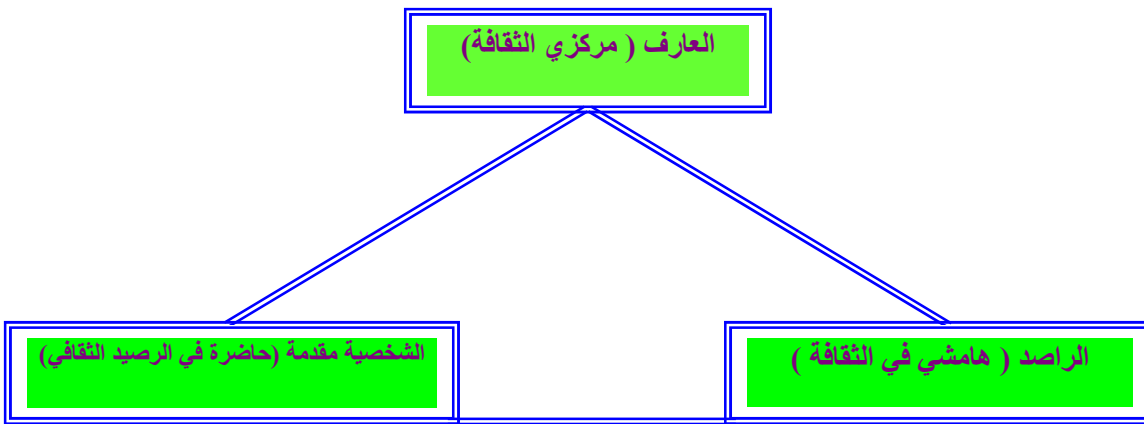 العارف ( مركزي الثقافة)
الراصد ( هامشي في الثقافة )
الشخصية مقدمة (حاضرة في الرصيد الثقافي)